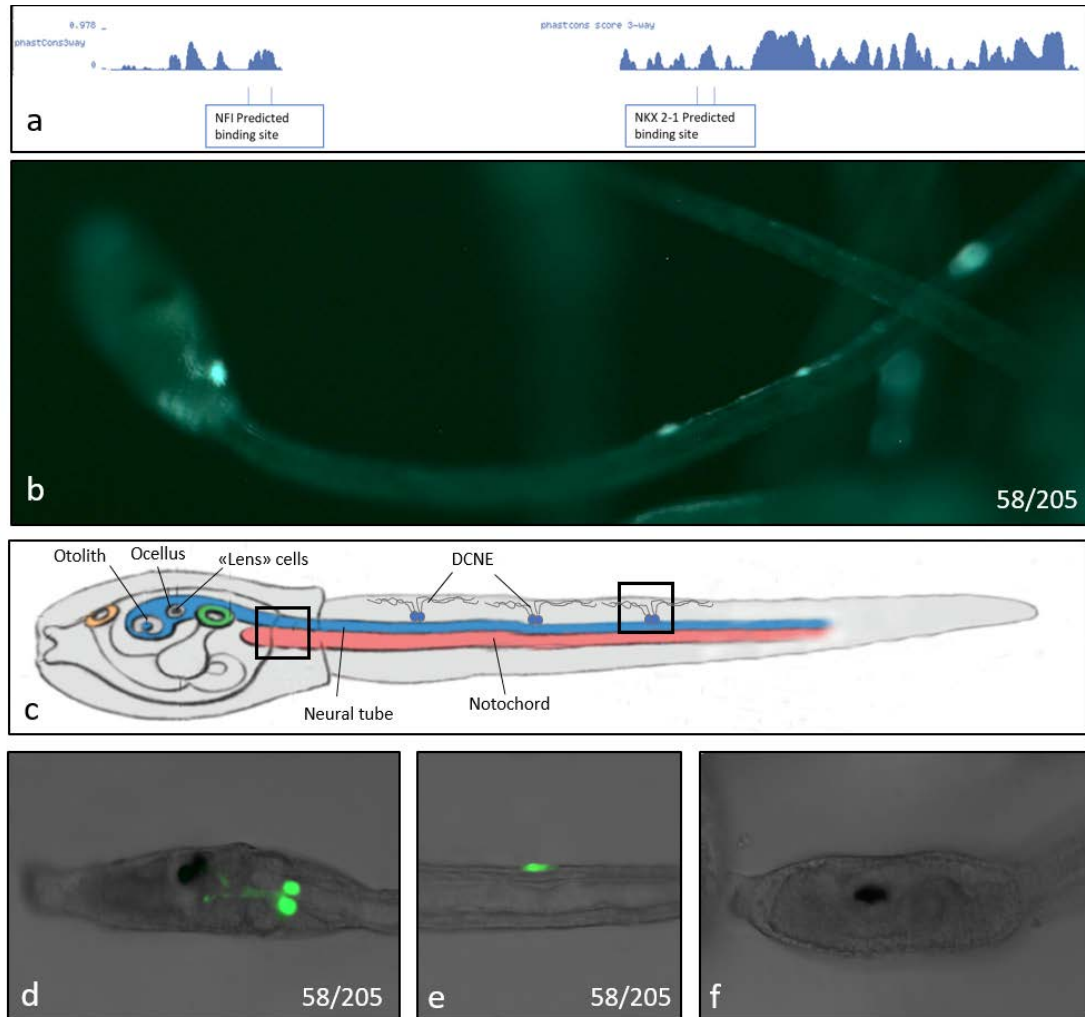 0.978
phastCons3way
0
phastcons score 3-way
NFI Predicted
binding site
NKX 2-1 Predicted
binding site
a
b
58/205
Otolith
Ocellus
«Lens» cells
DCNE
Neural tube
Notochord
c
d
58/205
e
58/205
f